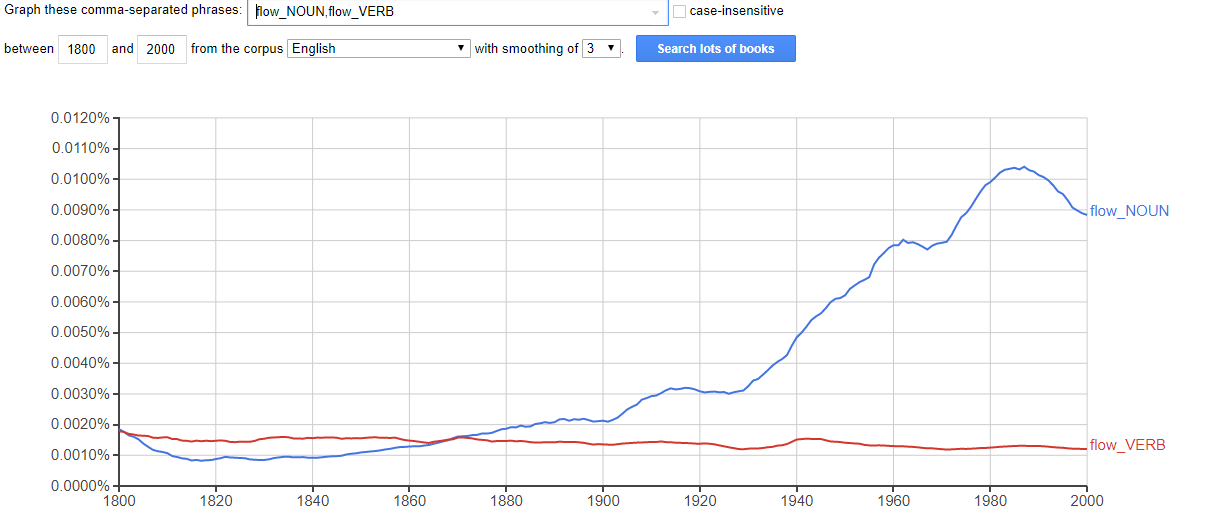 Graph these comma-separated phrases: flow_NOUN,flow_VERB case-insensitive
between 1800 and 2000 from the corpus English with smoothing of 3 . Search lots of books
0.0120%
0.0110%
0.0100%
0.0090%
flow_NOUN
0.0080%
0.0070%
0.0060%
0.0050%
0.0040%
0.0030%
0.0020%
flow_VERB
0.0010%
0.0000%
1800 1820 1840 1860 1880 1900 1920 1940 1960 1980 2000